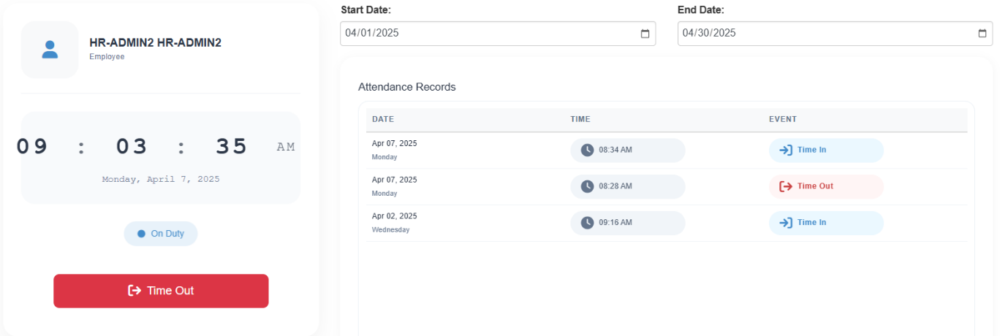 HR-ADMIN2 HR-ADMIN2
Employee
09 : 03 : 35 AM
Monday, April 7, 2025
On Duty
Time Out
Start Date:
04/01/2025
End Date:
04/30/2025
Attendance Records
DATE TIME EVENT
Apr 07, 2025
Monday
08:34 AM
Time In
Apr 07, 2025
Monday
08:28 AM
Time Out
Apr 02, 2025
Wednesday
09:16 AM
Time In